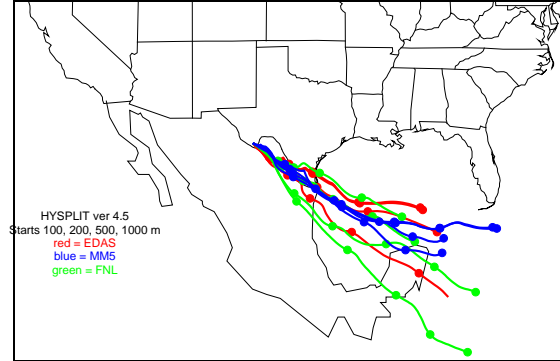 HYSPLIT ver 4.5
Starts 100, 200, 500, 1000 m
red = EDAS
blue = MM5
green = FNL